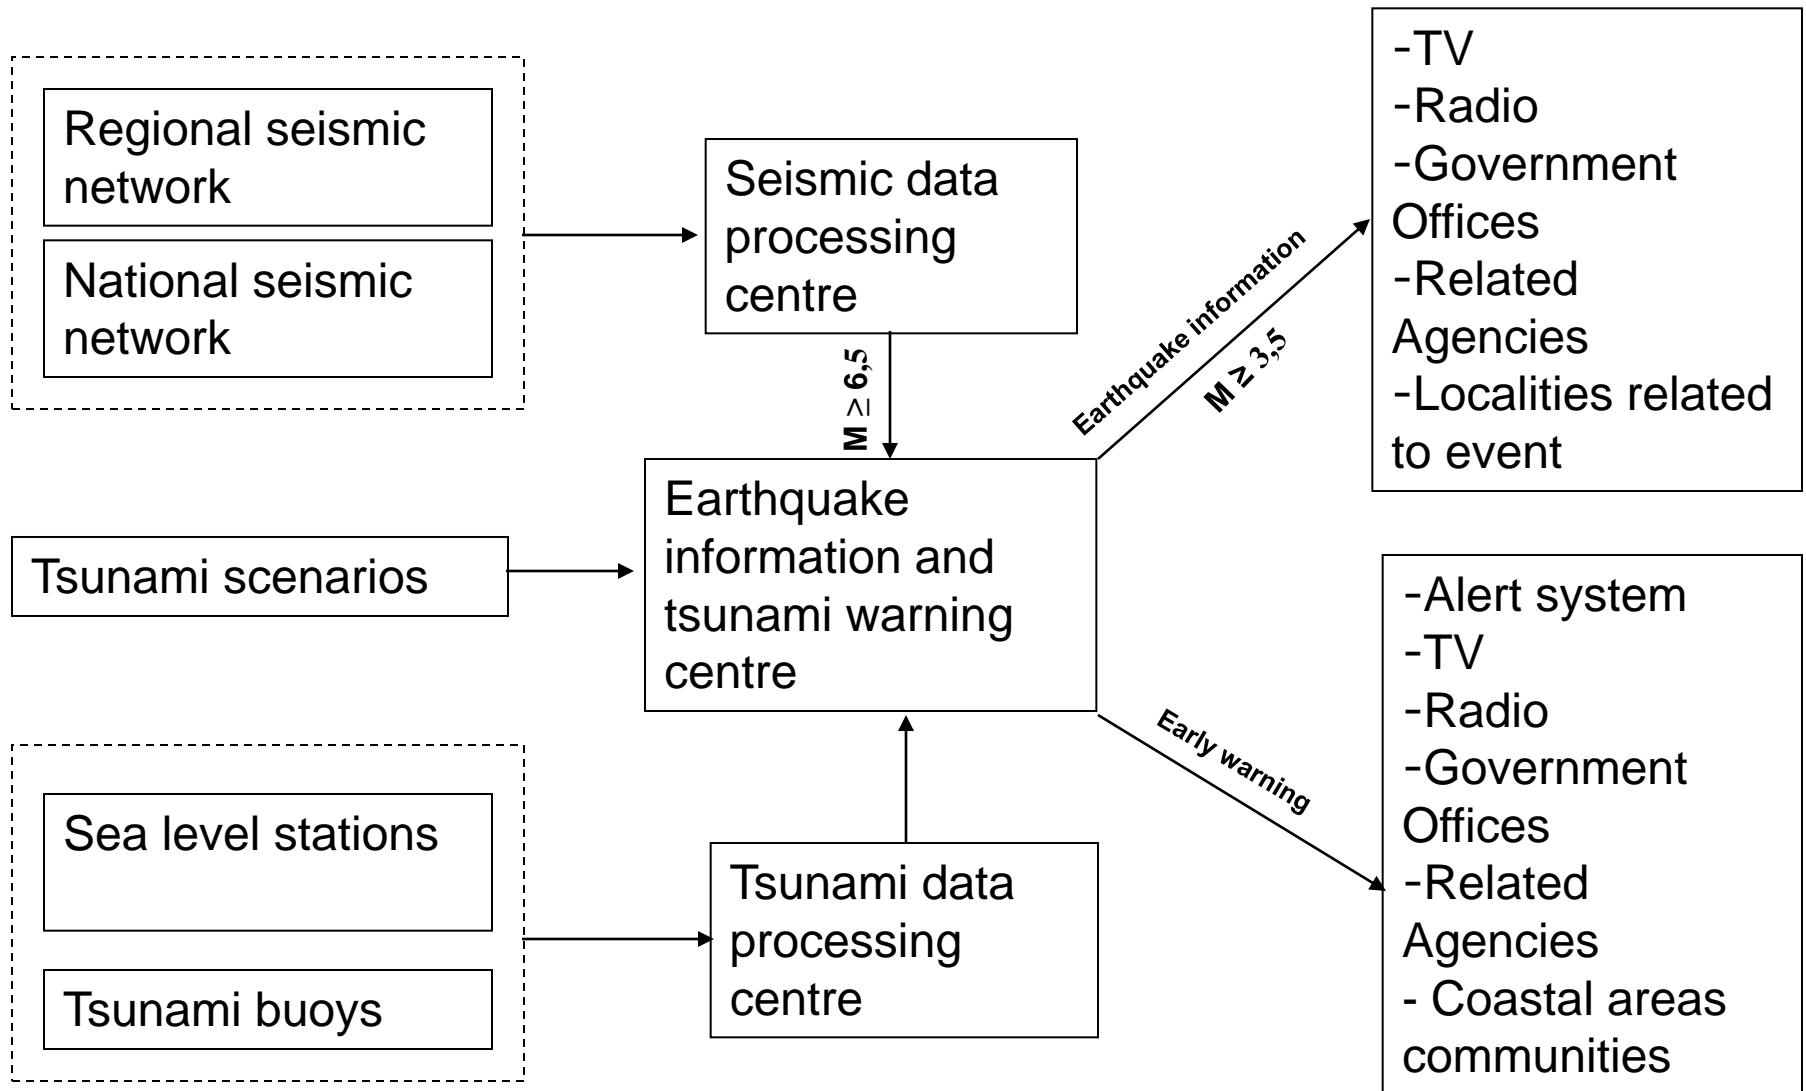 Regional seismic
network
National seismic
network
Seismic data
processing
centre
M ≥ 6,5
Earthquake information
M ≥ 3,5
-TV
-Radio
-Government
Offices
-Related
Agencies
-Localities related
to event
Tsunami scenarios
Earthquake
information and
tsunami warning
centre
Early warning
-Alert system
-TV
-Radio
-Government
Offices
-Related
Agencies
- Coastal areas
communities
Sea level stations
Tsunami buoys
Tsunami data
processing
centre